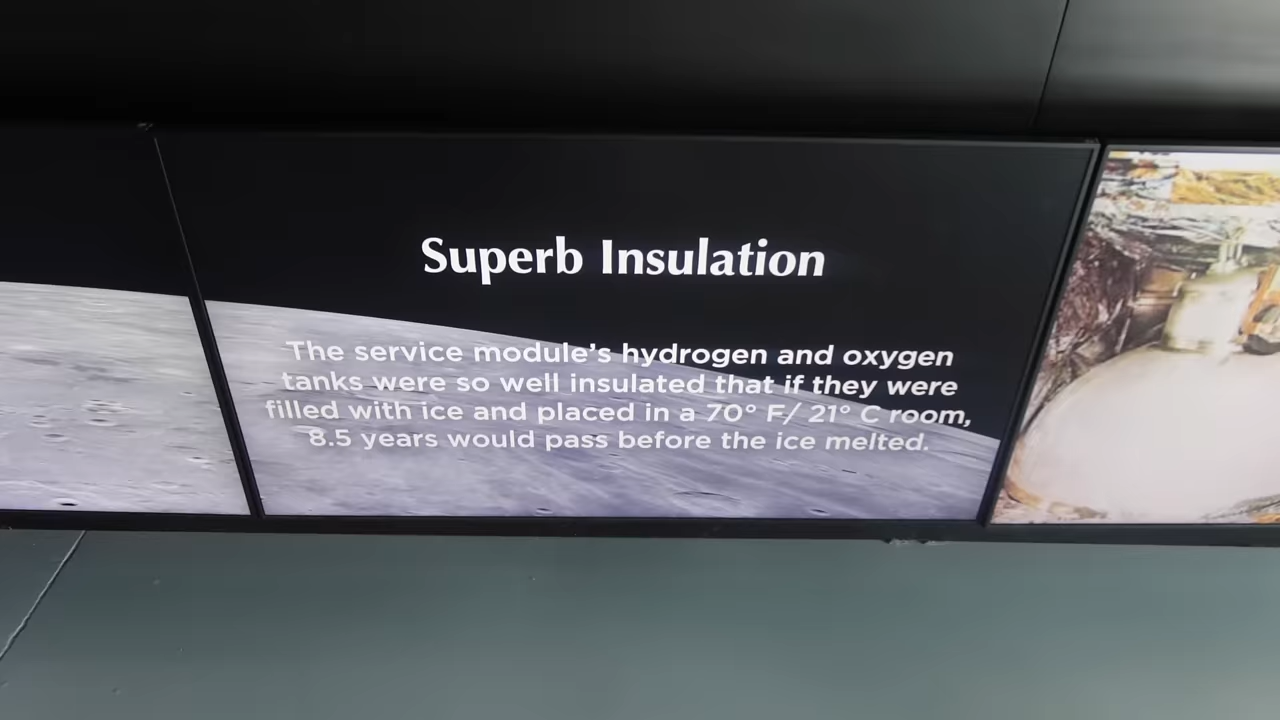 Superb Insulation
The service module's hydrogen and oxygen
tanks were so well insulated that if they were
filled with ice and placed in a 70° F/ 21° C room,
8.5 years would pass before the ice melted.